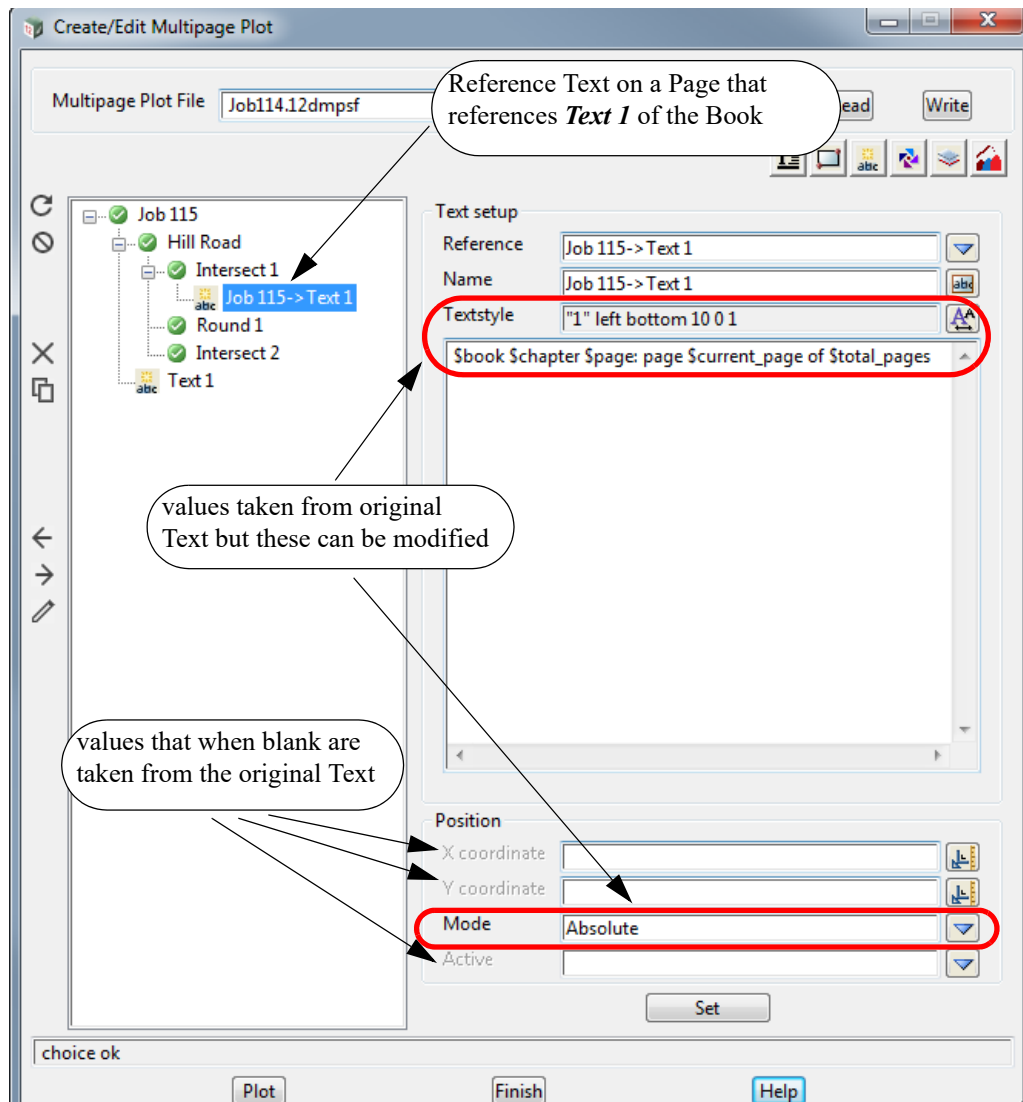 Create/Edit Multipage Plot
Multipage Plot File
Job114.12dmpsf
Reference Text on a Page that
references Text 1 of the Book
ead
Write
abc
Job 115
Hill Road
Intersect 1
abc
Job 115->Text 1
Round 1
Intersect 2
abc
Text 1
Text setup
Reference
Job 115->Text 1
Name
Job 115->Text 1
abc
Textstyle
"1" left bottom 10 0 1
$book $chapter $page: page $current_page of $total_pages
values taken from original
Text but these can be modified
values that when blank are
taken from the original Text
Position
X coordinate
Y coordinate
Mode
Absolute
Active
Set
choice ok
Plot
Finish
Help